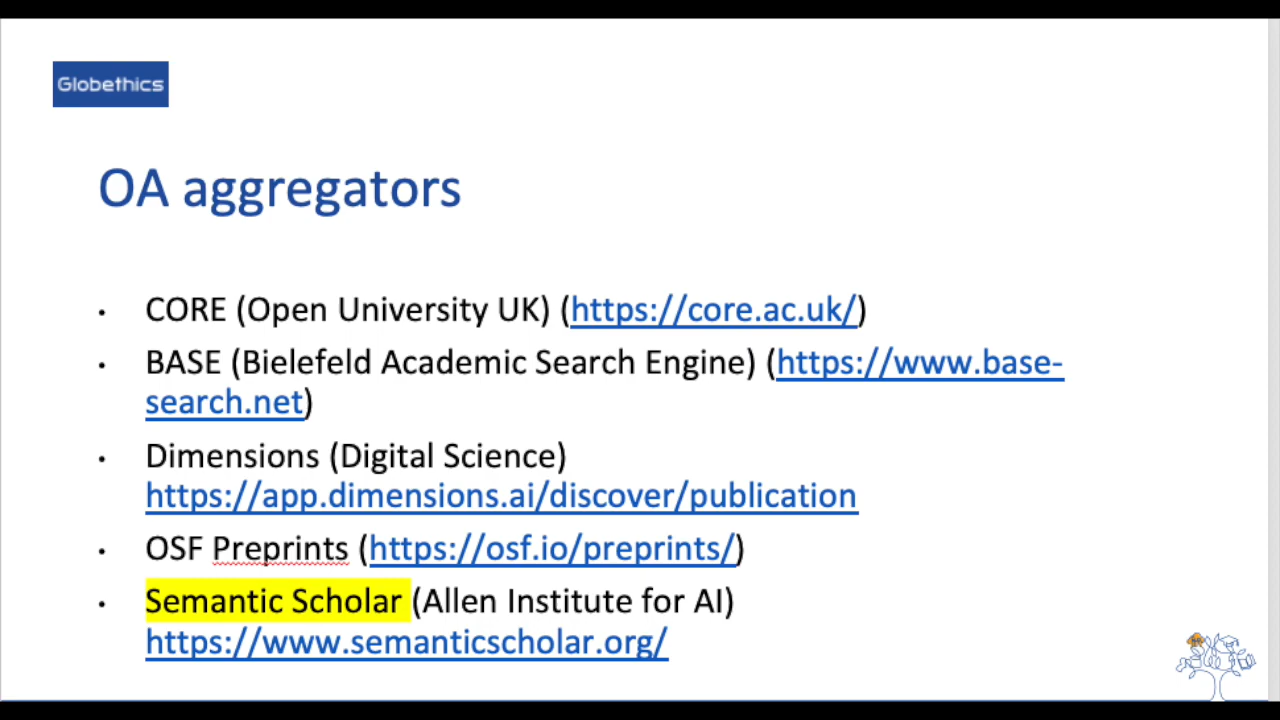 Globethics
OA aggregators
• CORE (Open University UK) (https://core.ac.uk/)
• BASE (Bielefeld Academic Search Engine) (https://www.base-
search.net)
• Dimensions (Digital Science)
https://app.dimensions.ai/discover/publication
• OSF Preprints (https://osf.io/preprints/)
• Semantic Scholar (Allen Institute for AI)
https://www.semanticscholar.org/